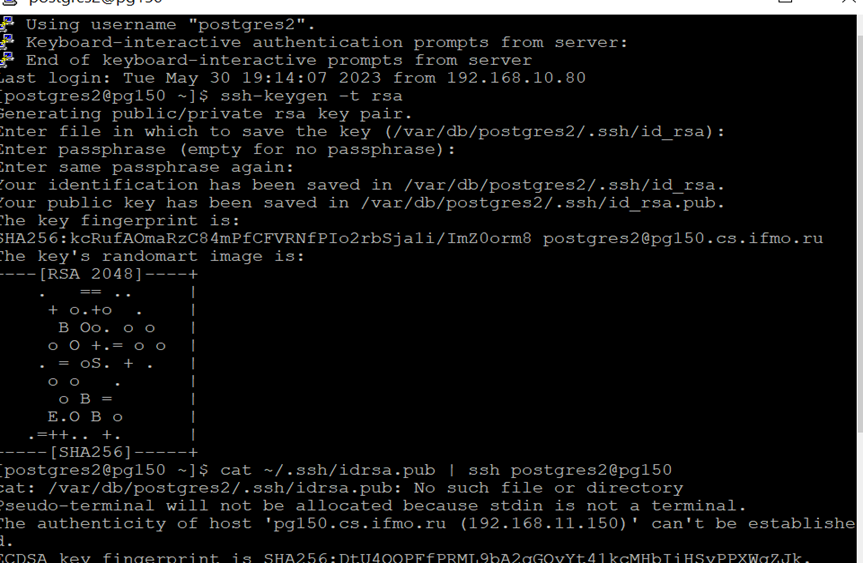 postgres2@pg150
Using username "postgres2".
Keyboard-interactive authentication prompts from server:
End of keyboard-interactive prompts from server
Last login: Tue May 30 19:14:07 2023 from 192.168.10.80
[postgres2@pg150 ~]$ ssh-keygen -t rsa
Generating public/private rsa key pair.
Enter file in which to save the key (/var/db/postgres2/.ssh/id_rsa):
Enter passphrase (empty for no passphrase):
Enter same passphrase again:
Your identification has been saved in /var/db/postgres2/.ssh/id_rsa.
Your public key has been saved in /var/db/postgres2/.ssh/id_rsa.pub.
The key fingerprint is:
SHA256:kcRufAOmaRzC84mPfCFVRNfPIo2rbSja1i/ImZ0orm8 postgres2@pg150.cs.ifmo.ru
The key's randomart image is:
----[RSA 2048]----+
    .   == ..      |
     + o.+o  .     |
      B Oo. o o    |
     o O +.= o o   |
    . = oS. + .    |
     o o   .       |
      o B =        |
     E.O B o       |
   .=++.. +.       |
-----[SHA256]-----+
[postgres2@pg150 ~]$ cat ~/.ssh/idrsa.pub | ssh postgres2@pg150
cat: /var/db/postgres2/.ssh/idrsa.pub: No such file or directory
Pseudo-terminal will not be allocated because stdin is not a terminal.
The authenticity of host 'pg150.cs.ifmo.ru (192.168.11.150)' can't be establishe
d.
ECDSA key fingerprint is